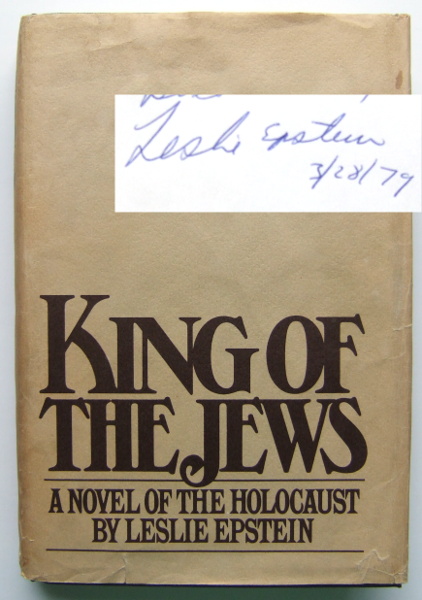 Leslie Epstein
3/28/79
KING OF
THE JEWS
A NOVEL OF THE HOLOCAUST
BY LESLIE EPSTEIN